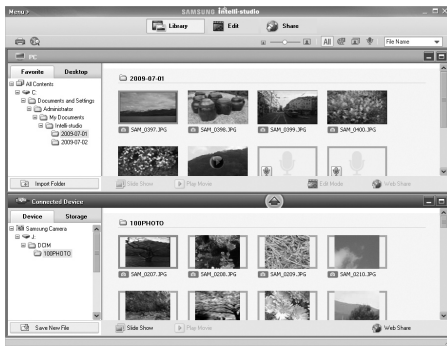 Menu >
SAMSUNG Intelli-studio
Library Edit Share
All File Name
PC
Favorite Desktop
All Contents
C:
Documents and Settings
Administrator
My Documents
Intelli-studio
2009-07-01
2009-07-02
Import Folder
2009-07-01
SAM_0397.JPG SAM_0398.JPG SAM_0399.JPG SAM_0400.JPG
Slide Show Play Movie Edit Mode Web Share
Connected Device
Device Storage
Samsung Camera
J:
DCIM
100PHOTO
Save New File
100PHOTO
SAM_0207.JPG SAM_0208.JPG SAM_0209.JPG SAM_0210.JPG
Slide Show Play Movie Web Share